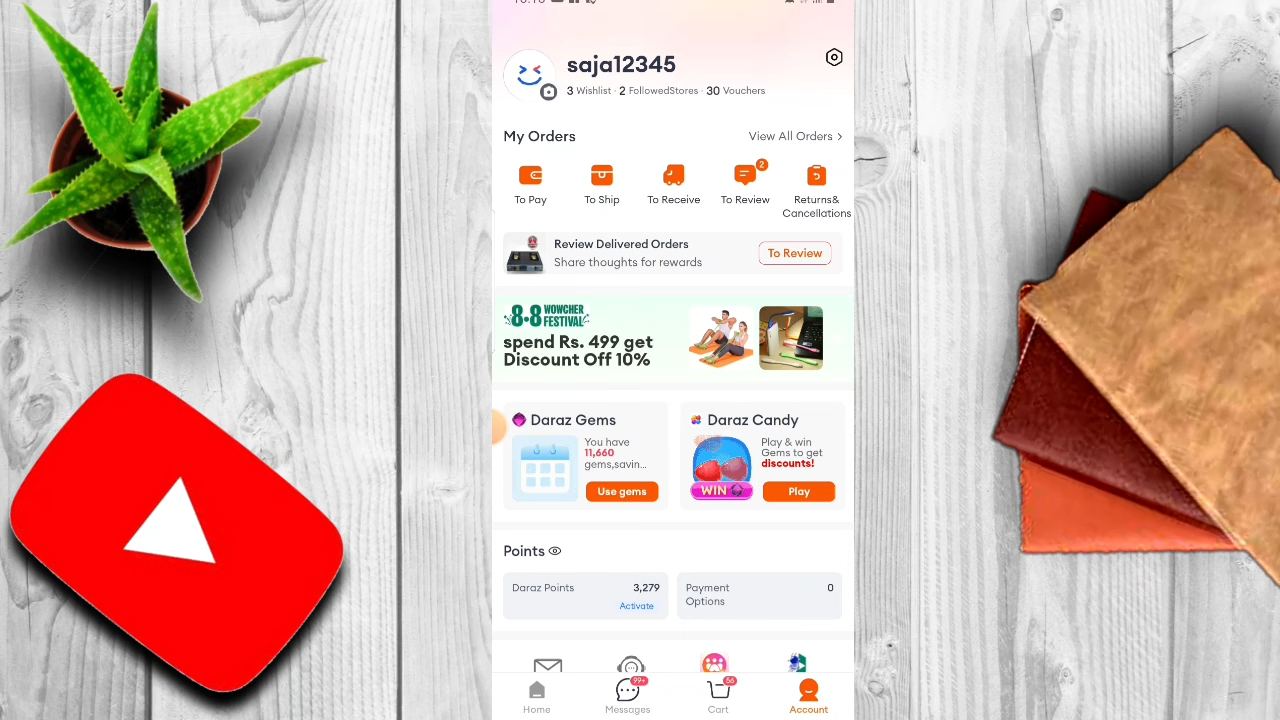 saja12345
3 Wishlist · 2 FollowedStores · 30 Vouchers
My Orders
View All Orders >
2
To Pay
To Ship
To Receive
To Review
Returns&
Cancellations
Review Delivered Orders
Share thoughts for rewards
To Review
8.8 WOWCHER
FESTIVAL
spend Rs. 499 get
Discount Off 10%
Daraz Gems
You have
11,660
gems,savin...
Use gems
Daraz Candy
Play & win
Gems to get
discounts!
WIN
Play
Points
Daraz Points
3,279
Activate
Payment
Options
0
99+
56
Home
Messages
Cart
Account